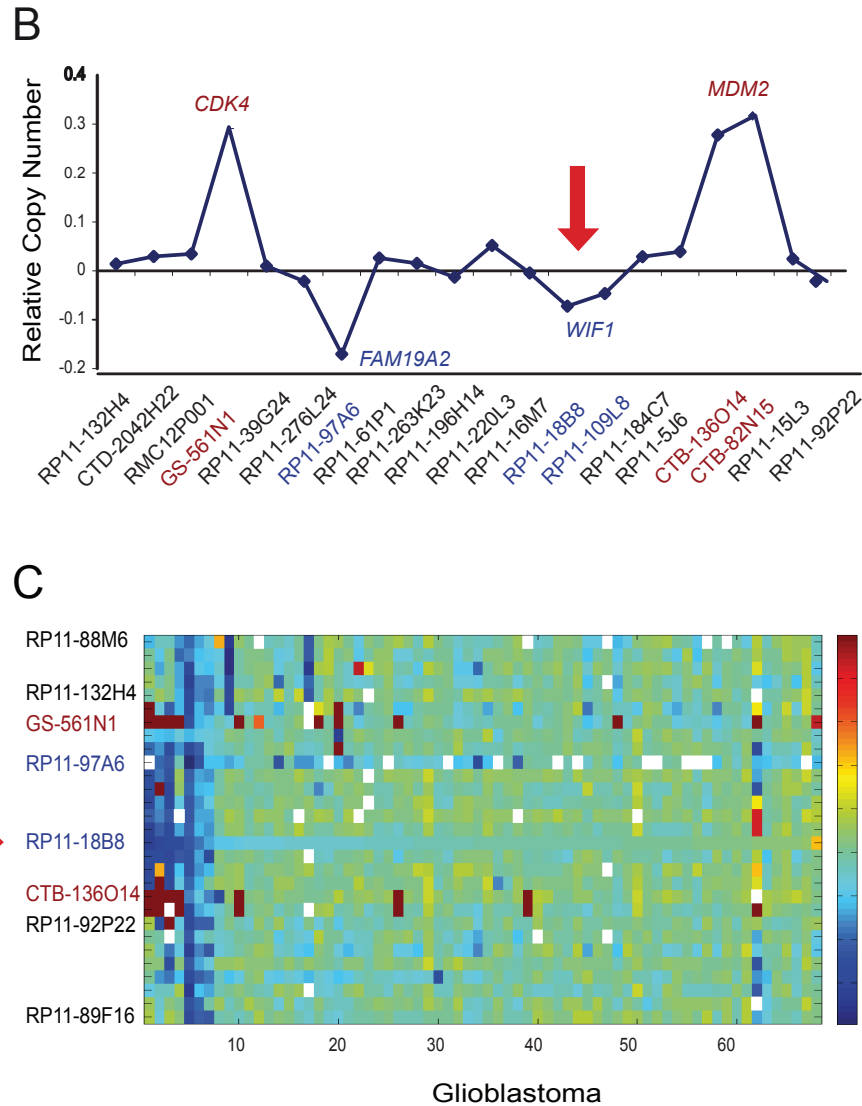 B
Relative Copy Number
0.4
0.3
0.2
0.1
0
-0.1
-0.2
CDK4
MDM2
FAM19A2
WIF1
RP11-132H4
CTD-2042H22
RMC12P001
GS-561N1
RP11-39G24
RP11-276L24
RP11-97A6
RP11-61P1
RP11-263K23
RP11-196H14
RP11-220L3
RP11-16M7
RP11-18B8
RP11-109L8
RP11-184C7
RP11-5J6
CTB-136O14
CTB-82N15
RP11-15L3
RP11-92P22
C
RP11-88M6
RP11-132H4
GS-561N1
RP11-97A6
RP11-18B8
CTB-136O14
RP11-92P22
RP11-89F16
10 20 30 40 50 60
Glioblastoma